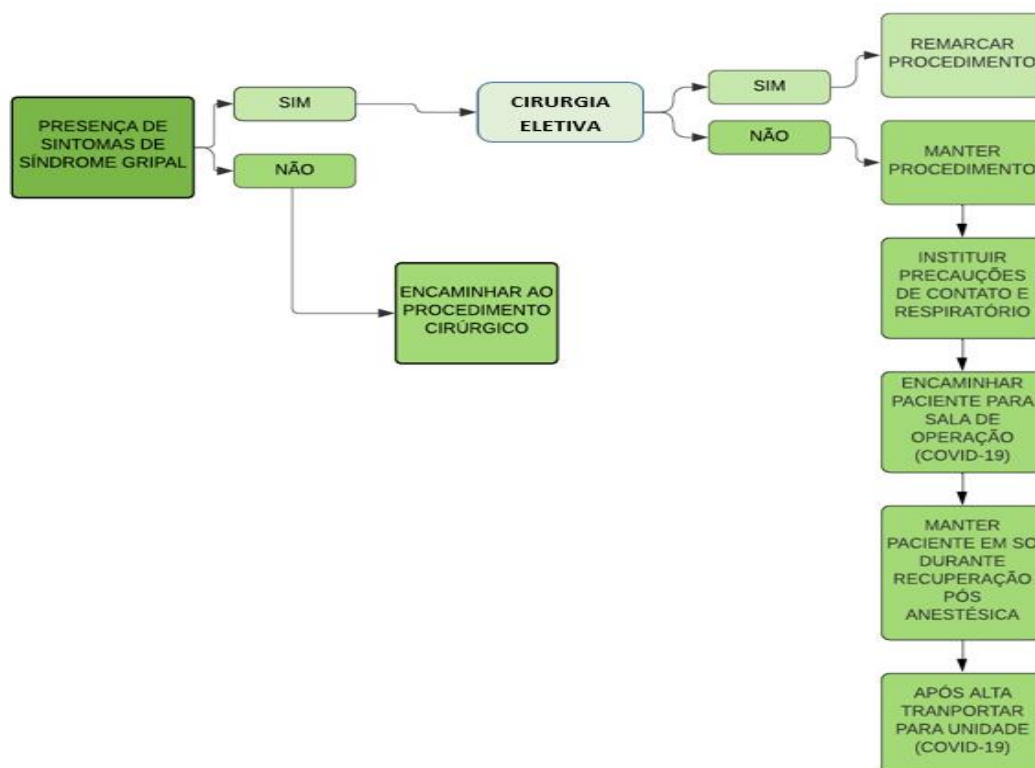 PRESENÇA DE
SINTOMAS DE
SÍNDROME GRIPAL
SIM
NÃO
ENCAMINHAR AO
PROCEDIMENTO
CIRÚRGICO
CIRURGIA
ELETIVA
SIM
NÃO
REMARCAR
PROCEDIMENTO
MANTER
PROCEDIMENTO
INSTITUIR
PRECAUÇÕES
DE CONTATO E
RESPIRATÓRIO
ENCAMINHAR
PACIENTE PARA
SALA DE
OPERAÇÃO
(COVID-19)
MANTER
PACIENTE EM SO
DURANTE
RECUPERAÇÃO
PÓS
ANESTÉSICA
APÓS ALTA
TRANPORTAR
PARA UNIDADE
(COVID-19)